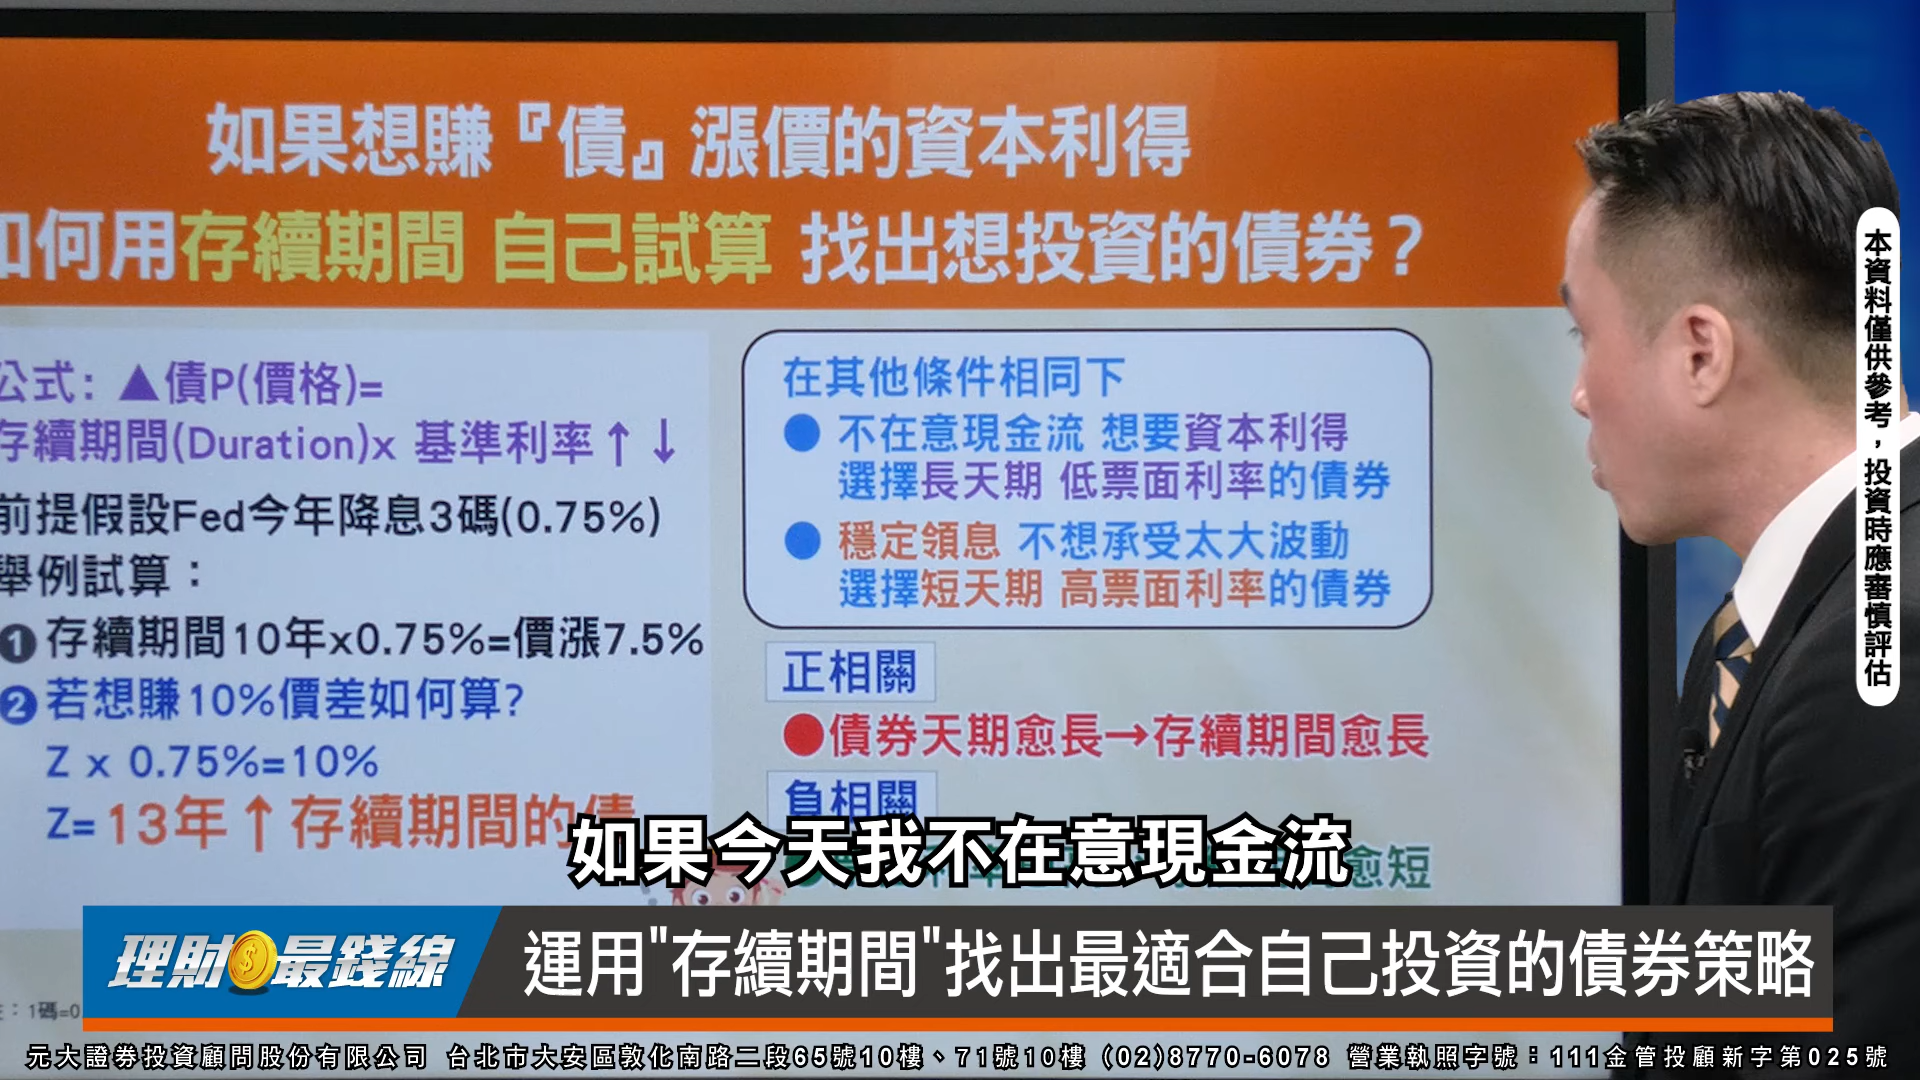 如果想賺『債』漲價的資本利得
如何用存續期間 自己試算 找出想投資的債券？
公式：▲債P(價格)=
存續期間(Duration)x 基準利率↑↓
前提假設Fed今年降息3碼(0.75%)
舉例試算：
❶存續期間10年x0.75%=價漲7.5%
❷若想賺10%價差如何算?
Z x 0.75%=10%
Z=13年↑存續期間的債
在其他條件相同下
●不在意現金流 想要資本利得
選擇長天期 低票面利率的債券
●穩定領息 不想承受太大波動
選擇短天期 高票面利率的債券
正相關
●債券天期愈長→存續期間愈長
負相關
愈短
如果今天我不在意現金流
本資料僅供參考，投資時應審慎評估
理財最錢線
運用"存續期間"找出最適合自己投資的債券策略
：1碼=0
元大證券投資顧問股份有限公司 台北市大安區敦化南路二段65號10樓、71號10樓 (02)8770-6078 營業執照字號：111金管投顧新字第025號